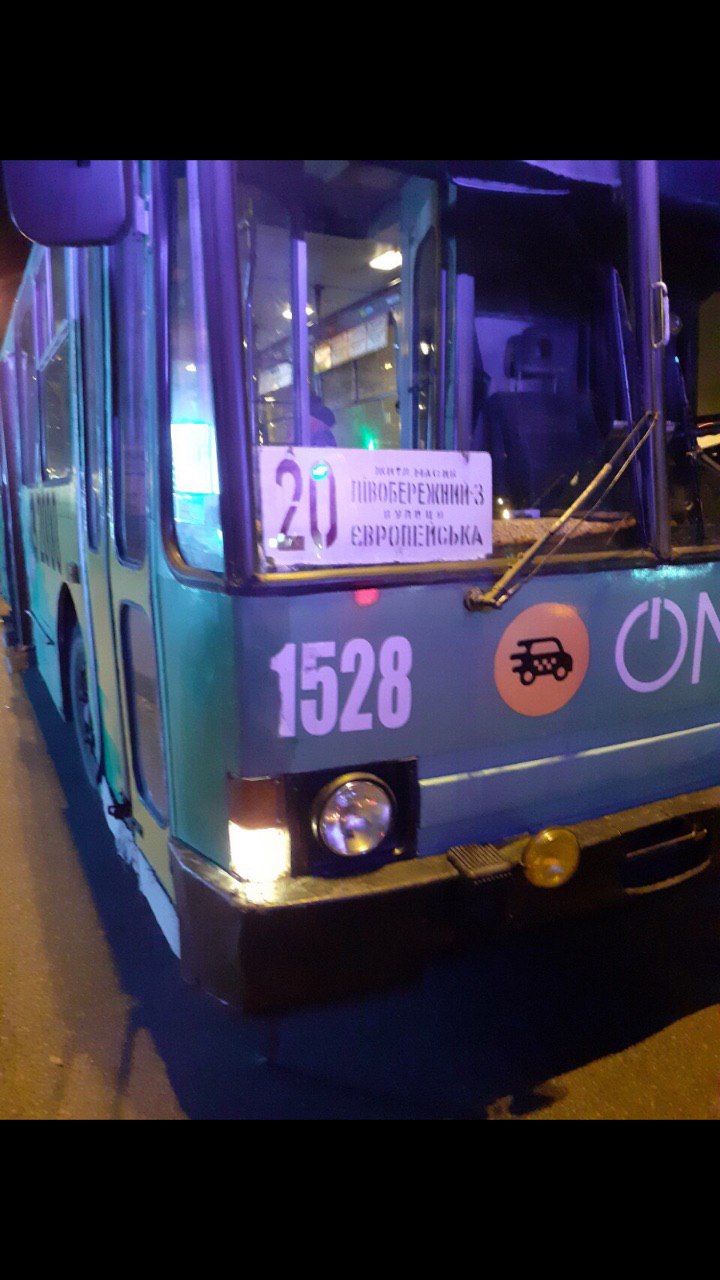 20
ЖИТЛ. МАСИВ
ЛІВОБЕРЕЖНИЙ-3
ВУЛИЦЯ
ЄВРОПЕЙСЬКА
1528